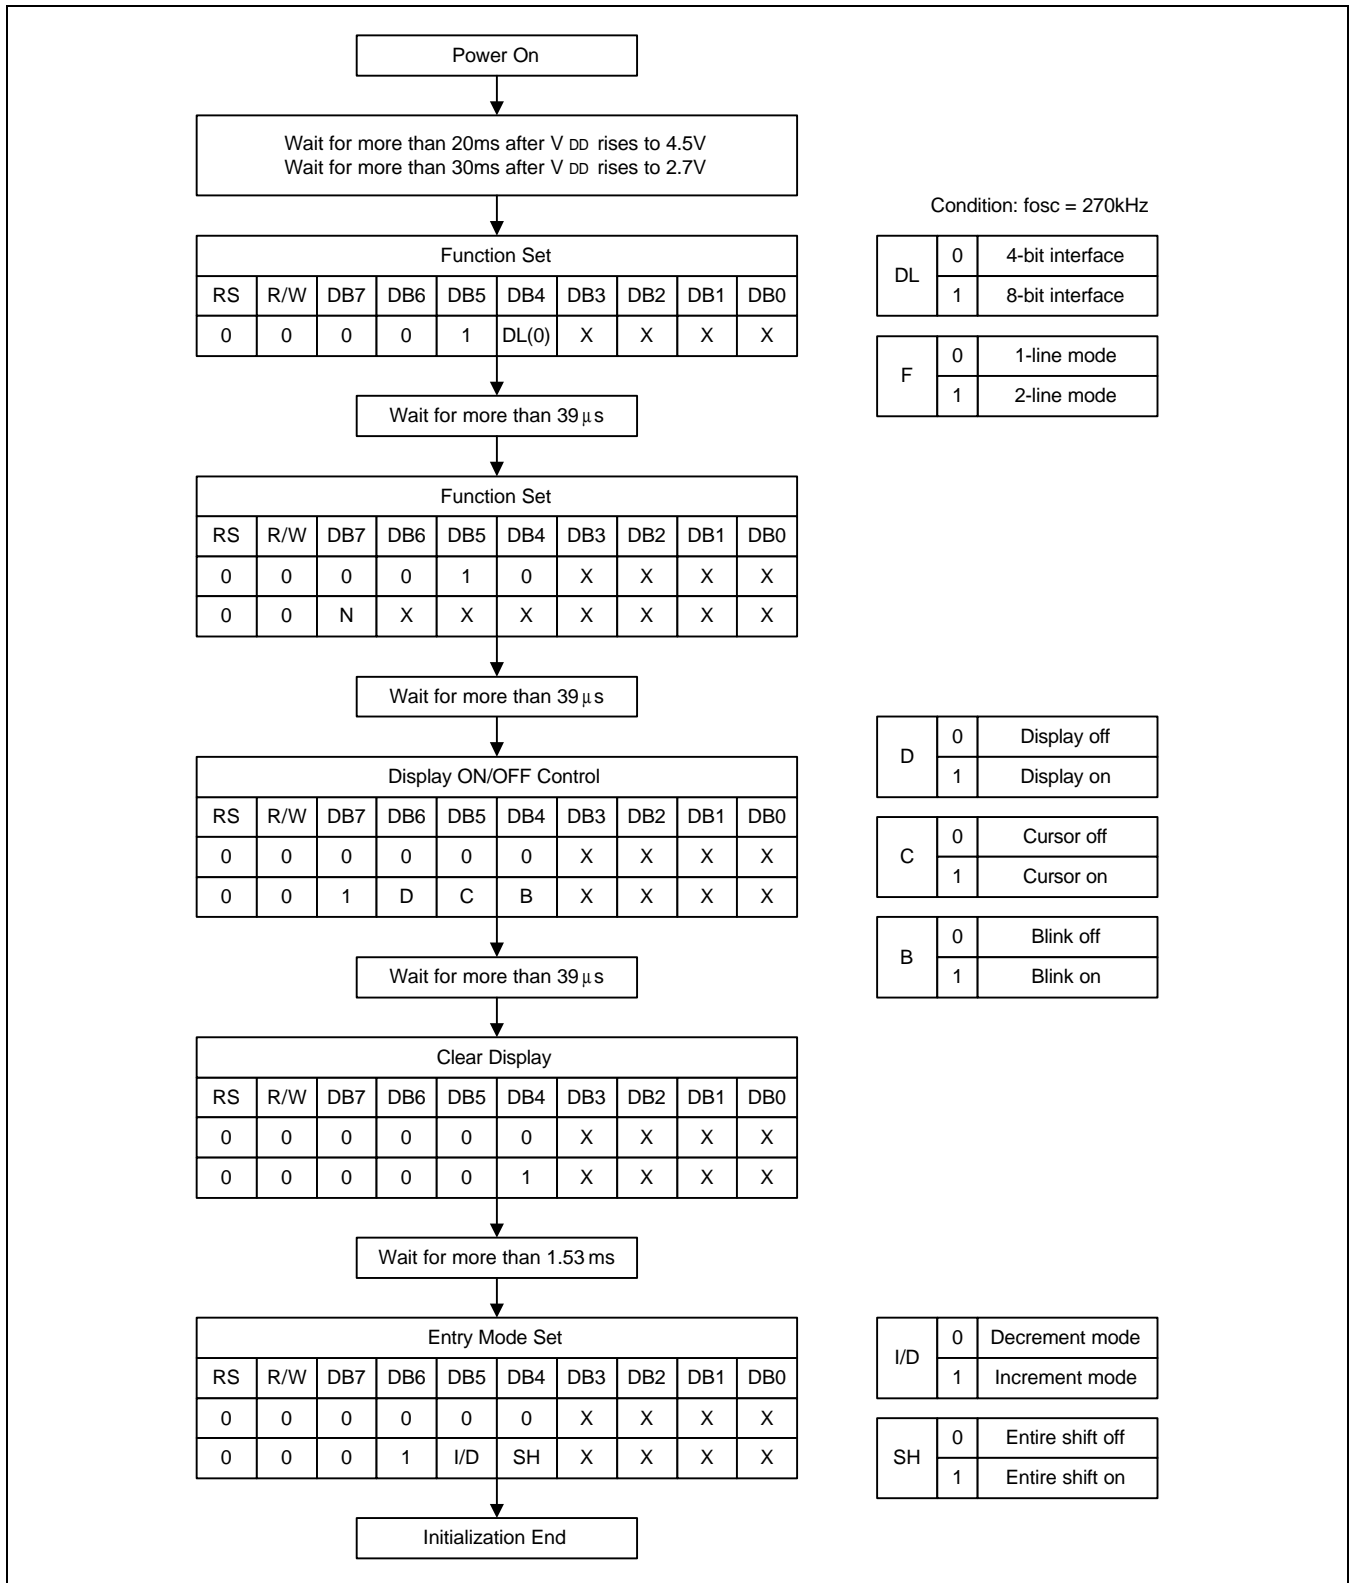 Power On
Wait for more than 20ms after V DD rises to 4.5V
Wait for more than 30ms after V DD rises to 2.7V
Condition: fosc = 270kHz
Function Set
RS R/W DB7 DB6 DB5 DB4 DB3 DB2 DB1 DB0
0 0 0 0 1 DL(0) X X X X
DL
0 4-bit interface
1 8-bit interface
F
0 1-line mode
1 2-line mode
Wait for more than 39μs
Function Set
RS R/W DB7 DB6 DB5 DB4 DB3 DB2 DB1 DB0
0 0 0 0 1 0 X X X X
0 0 N X X X X X X X
Wait for more than 39μs
Display ON/OFF Control
RS R/W DB7 DB6 DB5 DB4 DB3 DB2 DB1 DB0
0 0 0 0 0 0 X X X X
0 0 1 D C B X X X X
D
0 Display off
1 Display on
C
0 Cursor off
1 Cursor on
B
0 Blink off
1 Blink on
Wait for more than 39μs
Clear Display
RS R/W DB7 DB6 DB5 DB4 DB3 DB2 DB1 DB0
0 0 0 0 0 0 X X X X
0 0 0 0 0 1 X X X X
Wait for more than 1.53 ms
Entry Mode Set
RS R/W DB7 DB6 DB5 DB4 DB3 DB2 DB1 DB0
0 0 0 0 0 0 X X X X
0 0 0 1 I/D SH X X X X
I/D
0 Decrement mode
1 Increment mode
SH
0 Entire shift off
1 Entire shift on
Initialization End